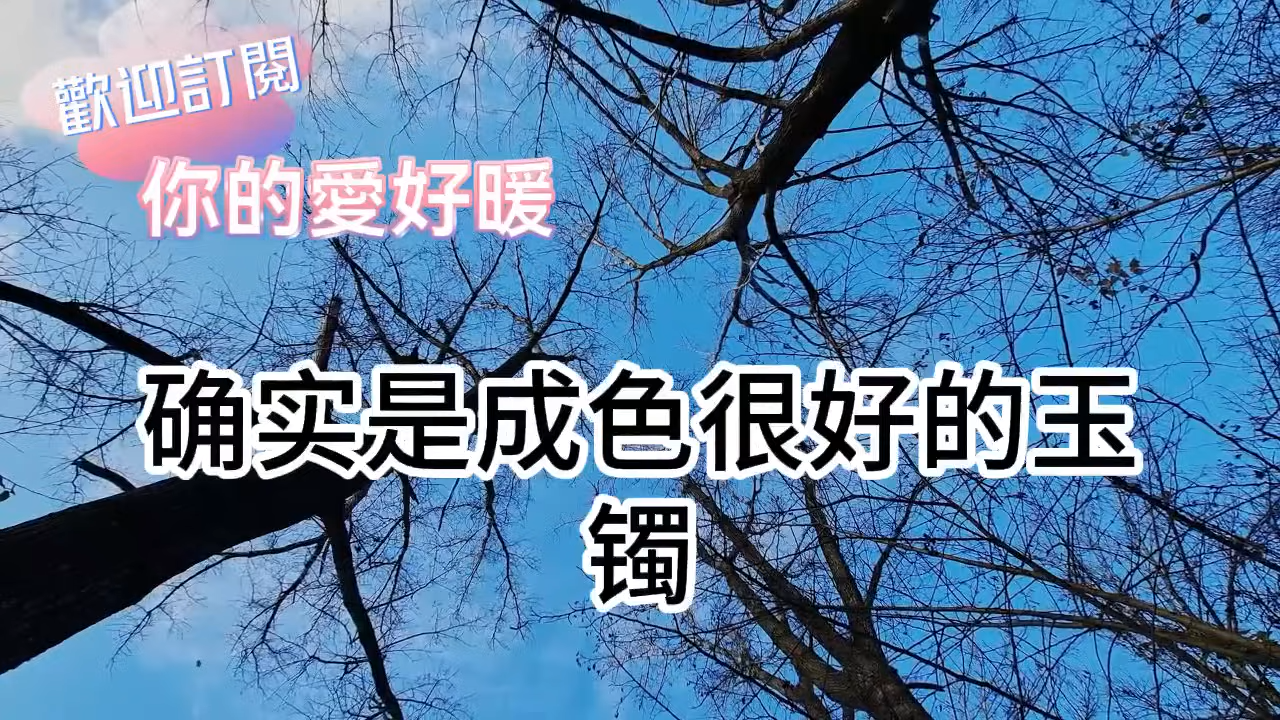 歡迎訂閱
你的愛好暖
确实是成色很好的玉
镯